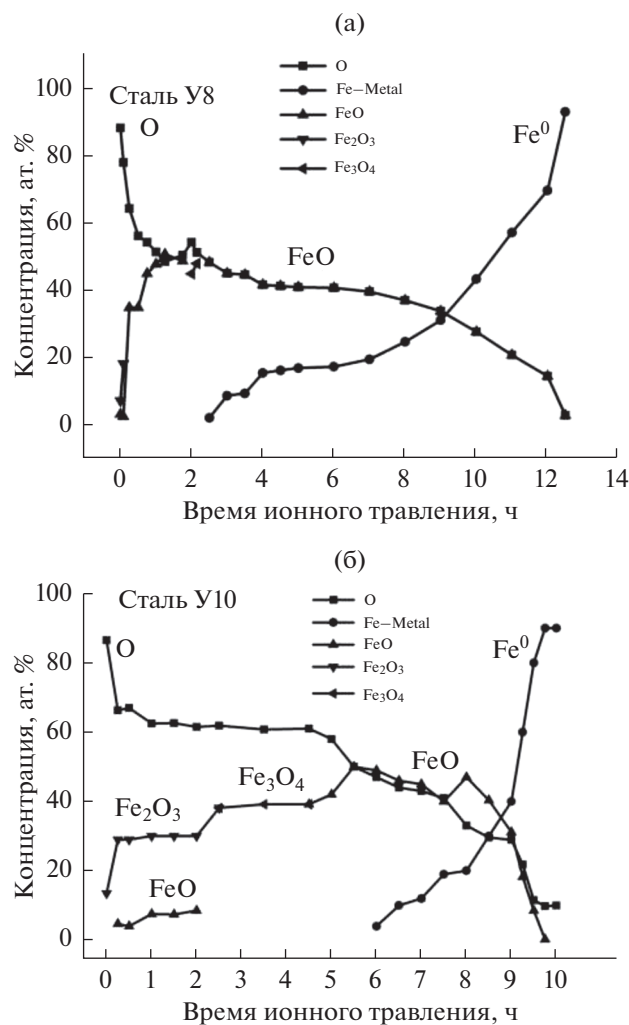 (а)
Концентрация, ат. %
100
80
60
40
20
0
Сталь У8
O
O
Fe–Metal
FeO
Fe₂O₃
Fe₃O₄
Fe⁰
FeO
0 2 4 6 8 10 12 14
Время ионного травления, ч
(б)
Концентрация, ат. %
100
80
60
40
20
0
Сталь У10
O
O
Fe–Metal
FeO
Fe₂O₃
Fe₃O₄
Fe⁰
FeO
Fe₃O₄
Fe₂O₃
FeO
0 1 2 3 4 5 6 7 8 9 10
Время ионного травления, ч